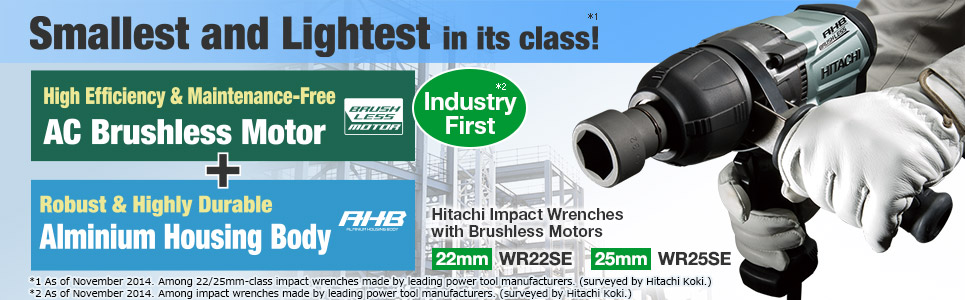 Smallest and Lightest in its class! *1
High Efficiency & Maintenance-Free
AC Brushless Motor
BRUSH
LESS
MOTOR
*2
Industry
First
+
Robust & Highly Durable
Alminium Housing Body
AHB
ALMINIUM HOUSING BODY
AHB
BRUSHLESS
HITACHI
Hitachi Impact Wrenches
with Brushless Motors
22mm WR22SE 25mm WR25SE
*1 As of November 2014. Among 22/25mm-class impact wrenches made by leading power tool manufacturers. (surveyed by Hitachi Koki.)
*2 As of November 2014. Among impact wrenches made by leading power tool manufacturers. (surveyed by Hitachi Koki.)